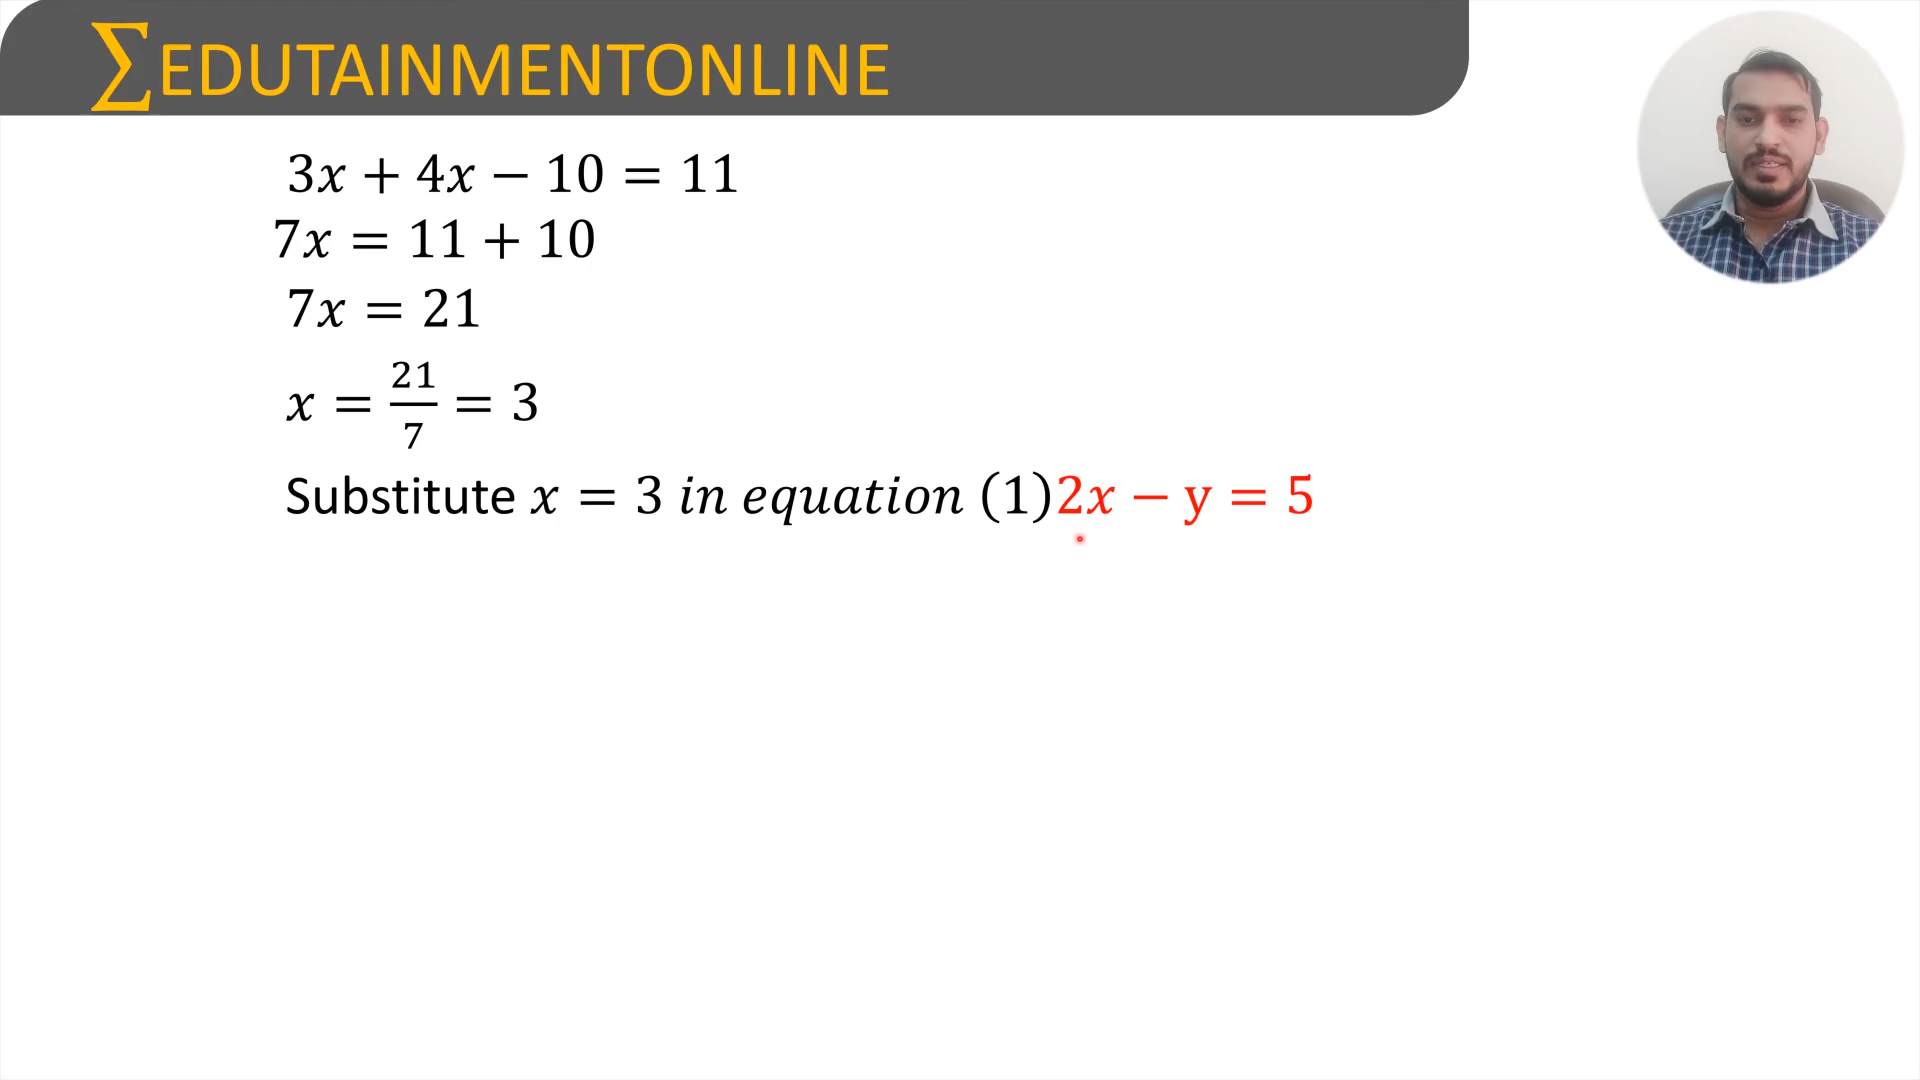 ∑EDUTAINMENTONLINE
3x + 4x − 10 = 11
7x = 11 + 10
7x = 21
x = 21/7 = 3
Substitute x = 3 in equation (1)2x − y = 5